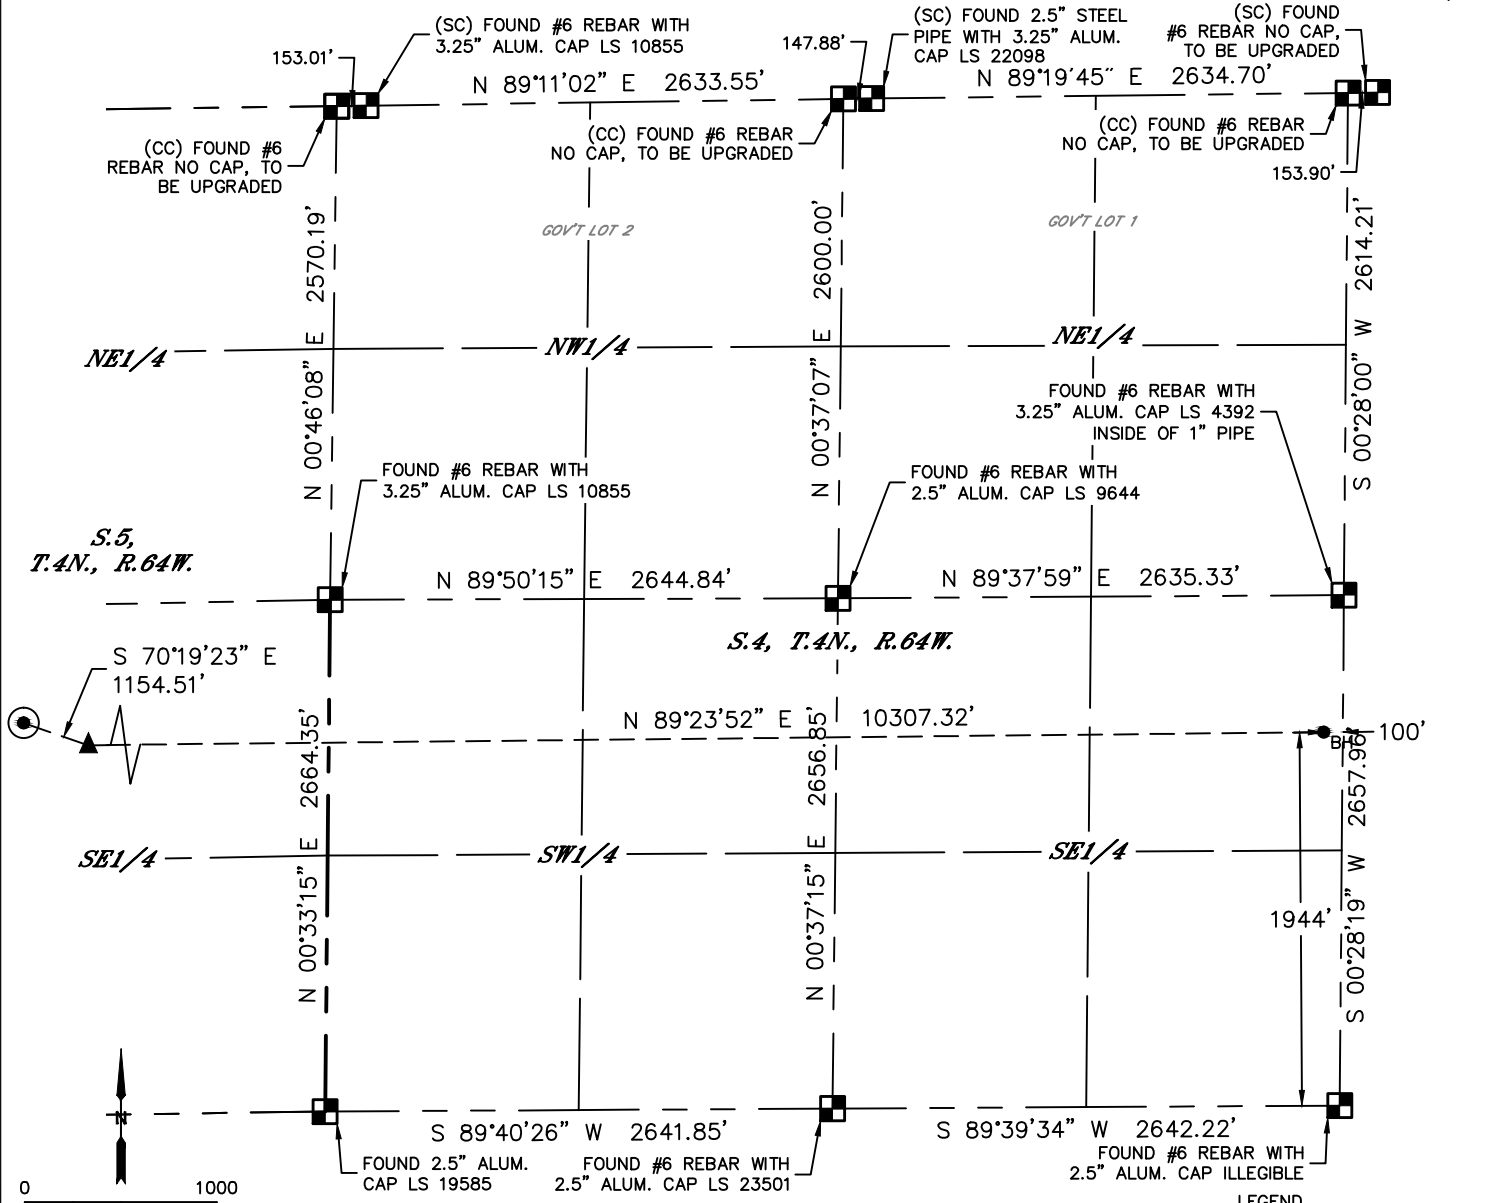 (SC) FOUND #6 REBAR WITH
3.25" ALUM. CAP LS 10855
153.01'
(SC) FOUND 2.5" STEEL
PIPE WITH 3.25" ALUM.
CAP LS 22098
147.88'
(SC) FOUND
#6 REBAR NO CAP,
TO BE UPGRADED
N 89°11'02" E 2633.55'
N 89°19'45" E 2634.70'
(CC) FOUND #6
REBAR NO CAP, TO
BE UPGRADED
(CC) FOUND #6 REBAR
NO CAP, TO BE UPGRADED
(CC) FOUND #6 REBAR
NO CAP, TO BE UPGRADED
153.90'
GOV'T LOT 2
GOV'T LOT 1
N 00°46'08" E 2570.19'
N 00°37'07" E 2600.00'
S 00°28'00" W 2614.21'
NE1/4
NW1/4
NE1/4
FOUND #6 REBAR WITH
3.25" ALUM. CAP LS 4392
INSIDE OF 1" PIPE
FOUND #6 REBAR WITH
3.25" ALUM. CAP LS 10855
FOUND #6 REBAR WITH
2.5" ALUM. CAP LS 9644
S.5,
T.4N., R.64W.
N 89°50'15" E 2644.84'
N 89°37'59" E 2635.33'
S.4, T.4N., R.64W.
S 70°19'23" E
1154.51'
N 89°23'52" E 10307.32'
BH
100'
N 00°33'15" E 2664.35'
N 00°37'15" E 2656.85'
S 00°28'19" W 2657.96'
SE1/4
SW1/4
SE1/4
1944'
N
S 89°40'26" W 2641.85'
S 89°39'34" W 2642.22'
FOUND 2.5" ALUM.
CAP LS 19585
FOUND #6 REBAR WITH
2.5" ALUM. CAP LS 23501
FOUND #6 REBAR WITH
2.5" ALUM. CAP ILLEGIBLE
0 1000
LEGEND